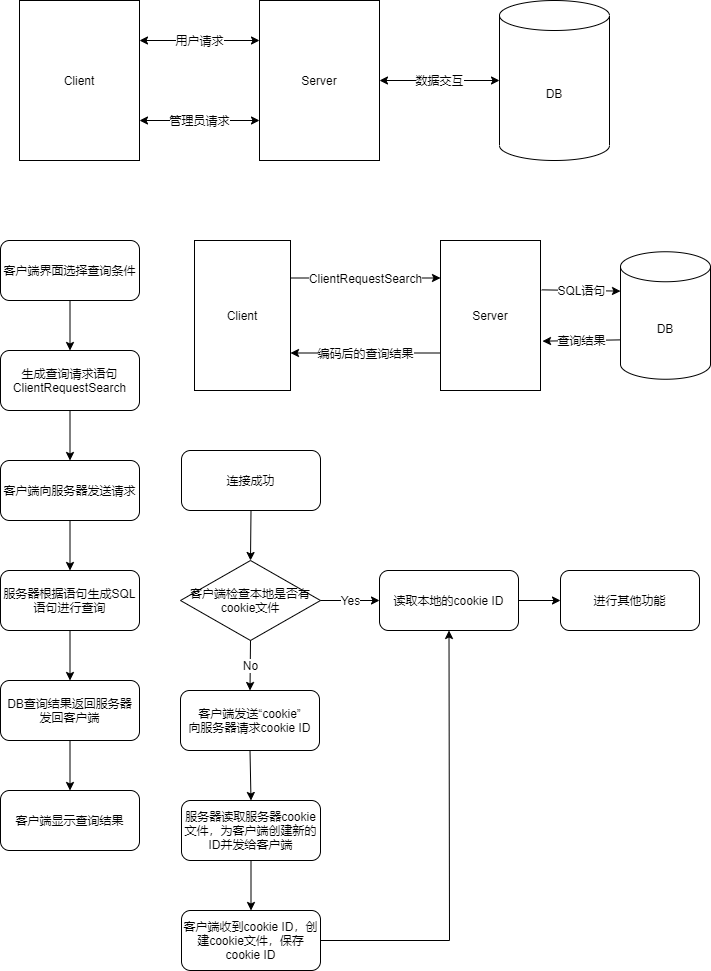 用户请求
Client
Server
数据交互
DB
管理员请求
客户端界面选择查询条件
生成查询请求语句
ClientRequestSearch
客户端向服务器发送请求
服务器根据语句生成SQL
语句进行查询
DB查询结果返回服务器
发回客户端
客户端显示查询结果
ClientRequestSearch
SQL语句
Client
Server
DB
查询结果
编码后的查询结果
连接成功
客户端检查本地是否有
cookie文件
Yes
读取本地的cookie ID
进行其他功能
No
客户端发送“cookie”
向服务器请求cookie ID
服务器读取服务器cookie
文件，为客户端创建新的
ID并发给客户端
客户端收到cookie ID，创
建cookie文件，保存
cookie ID